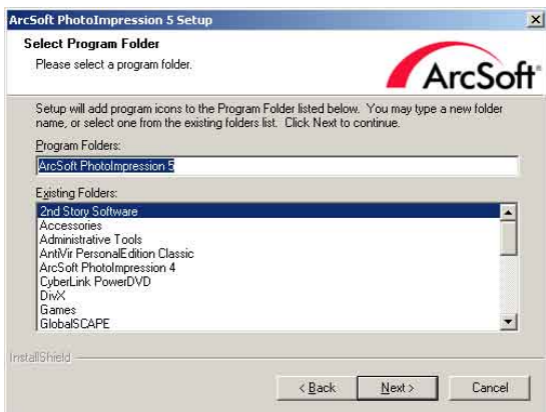 ArcSoft PhotoImpression 5 Setup
Select Program Folder
Please select a program folder.
ArcSoft
Setup will add program icons to the Program Folder listed below. You may type a new folder
name, or select one from the existing folders list. Click Next to continue.
Program Folders:
ArcSoft PhotoImpression 5
Existing Folders:
2nd Story Software
Accessories
Administrative Tools
AntiVir PersonalEdition Classic
ArcSoft PhotoImpression 4
CyberLink PowerDVD
DivX
Games
GlobalSCAPE
InstallShield
< Back
Next >
Cancel